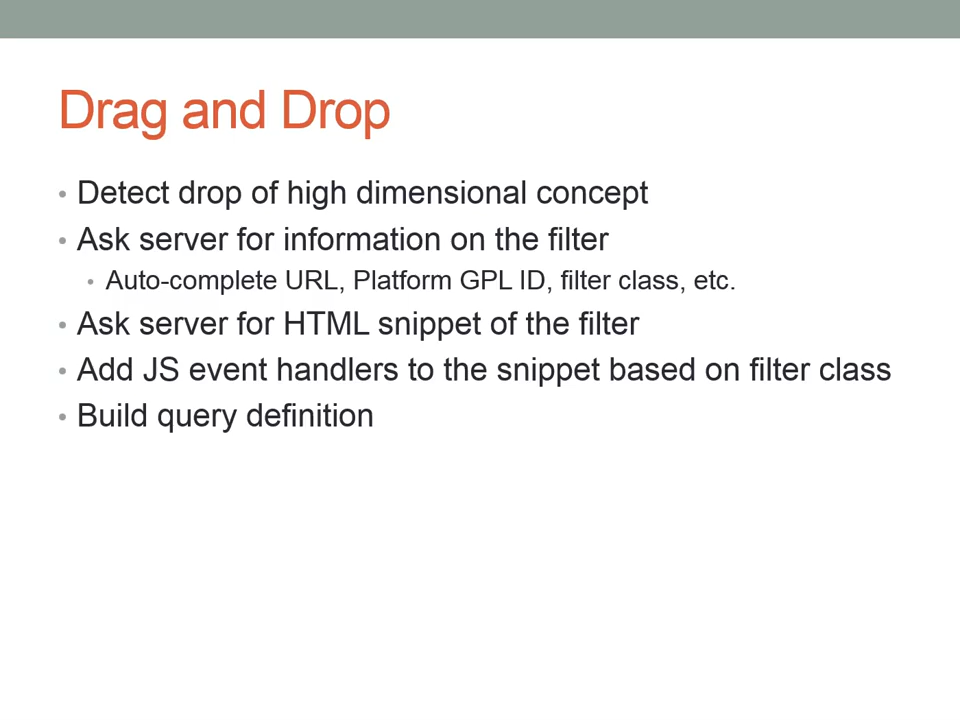 Drag and Drop
• Detect drop of high dimensional concept
• Ask server for information on the filter
• Auto-complete URL, Platform GPL ID, filter class, etc.
• Ask server for HTML snippet of the filter
• Add JS event handlers to the snippet based on filter class
• Build query definition